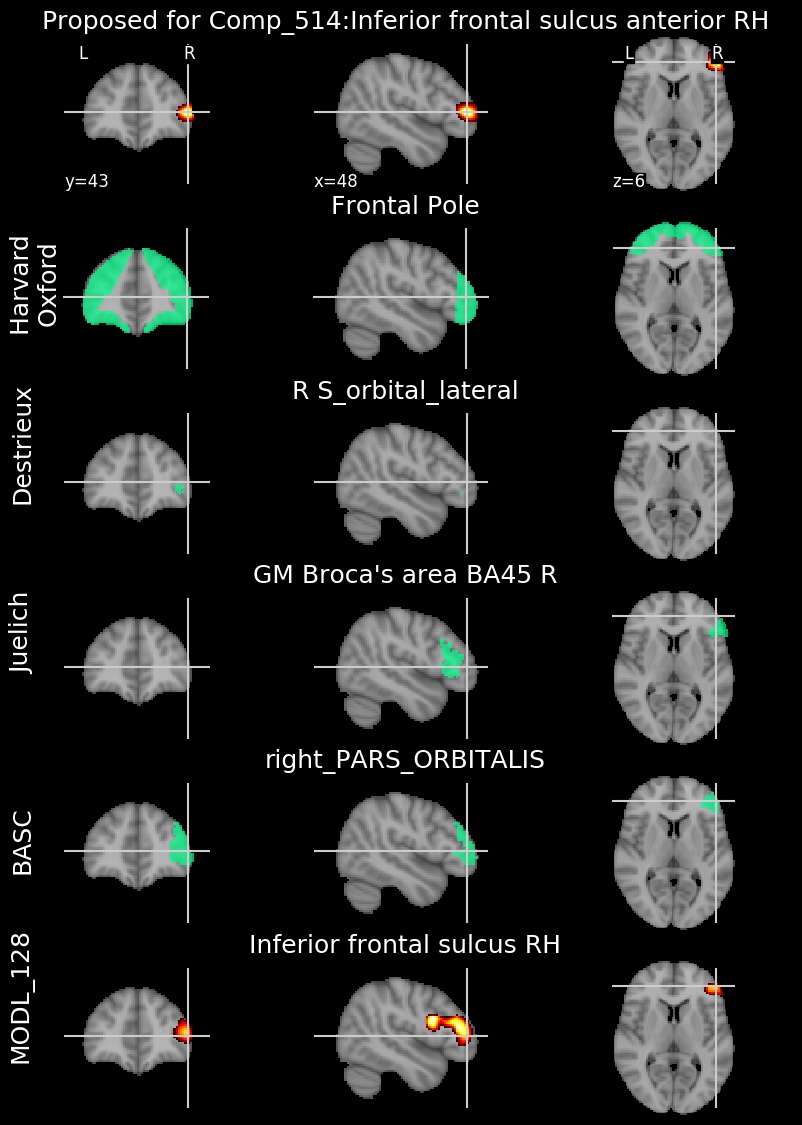 Proposed for Comp_514:Inferior frontal sulcus anterior RH
L R L R
y=43 x=48 z=6
Frontal Pole
Harvard
Oxford
R S_orbital_lateral
Destrieux
GM Broca's area BA45 R
Juelich
right_PARS_ORBITALIS
BASC
Inferior frontal sulcus RH
MODL_128